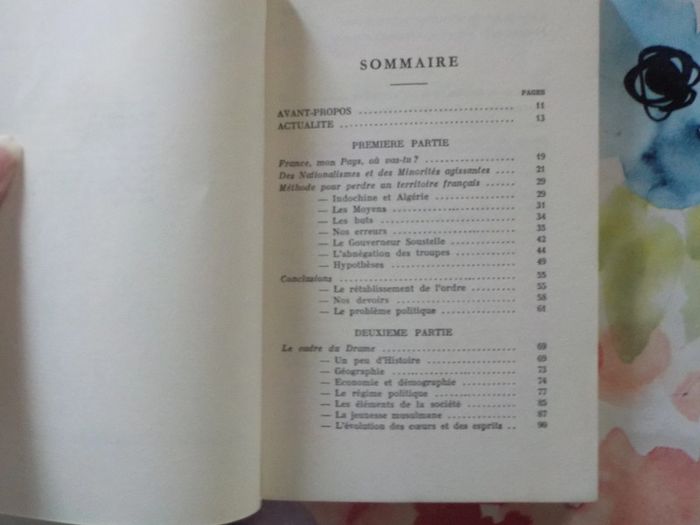 SOMMAIRE
PAGES
AVANT-PROPOS .................................. 11
ACTUALITE ...................................... 13
PREMIERE PARTIE
France, mon Pays, où vas-tu ? .................... 19
Des Nationalismes et des Minorités agissantes ...... 21
Méthode pour perdre un territoire français ........ 29
— Indochine et Algérie .................. 29
— Les Moyens ........................... 31
— Les buts .............................. 34
— Nos erreurs ........................... 35
— Le Gouverneur Soustelle ............... 42
— L'abnégation des troupes .............. 44
— Hypothèses ........................... 49
Conclusions ..................................... 55
— Le rétablissement de l'ordre .......... 55
— Nos devoirs ........................... 58
— Le problème politique ................. 61
DEUXIEME PARTIE
Le cadre du Drame .............................. 69
— Un peu d'Histoire ..................... 69
— Géographie ............................ 73
— Economie et démographie .............. 74
— Le régime politique ................... 77
— Les éléments de la société ............. 85
— La jeunesse musulmane ................ 87
— L'évolution des cœurs et des esprits .. 90